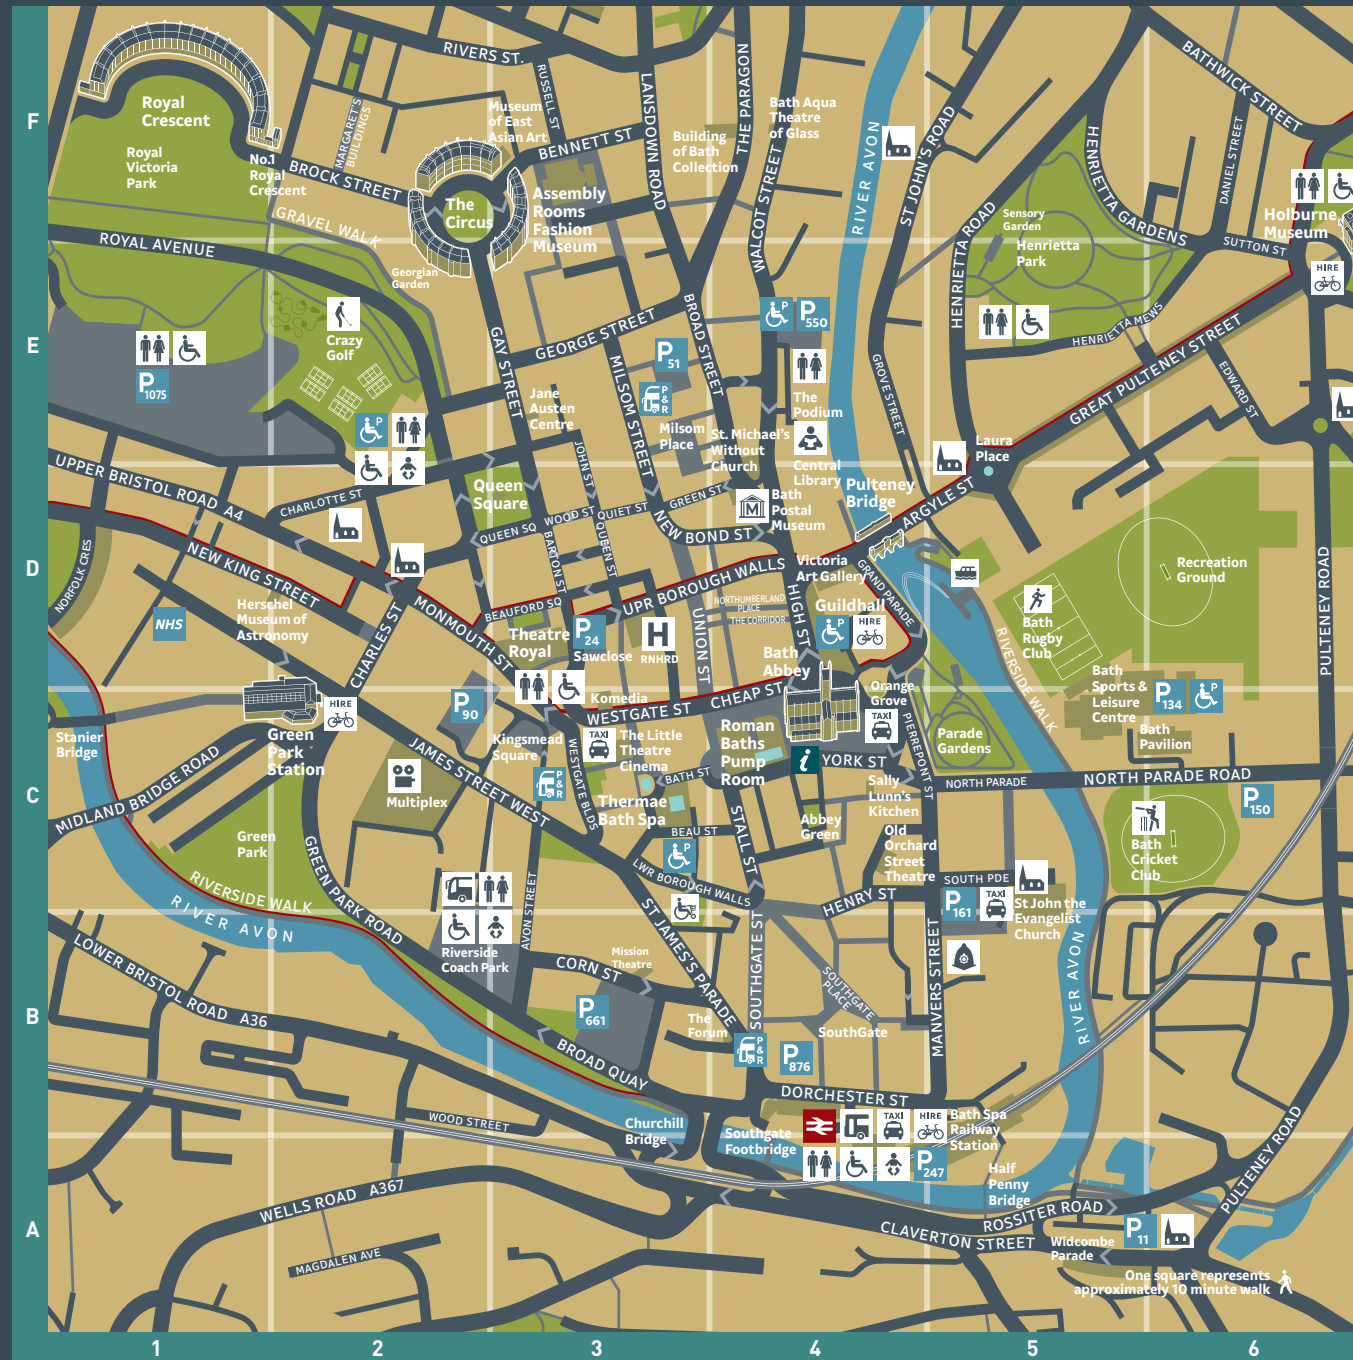 F
E
D
C
B
A
1
2
3
4
5
6
Royal
Crescent
Royal
Victoria
Park
No.1
Royal
Crescent
MARGARET'S
BUILDINGS
BROCK STREET
GRAVEL WALK
ROYAL AVENUE
RIVERS ST.
RUSSELL ST
Museum
of East
Asian Art
BENNETT ST
The
Circus
Assembly
Rooms
Fashion
Museum
Georgian
Garden
LANSDOWN ROAD
THE PARAGON
Building
of Bath
Collection
Bath Aqua
Theatre
of Glass
WALCOT STREET
RIVER AVON
ST JOHN'S ROAD
HENRIETTA ROAD
HENRIETTA GARDENS
Sensory
Garden
Henrietta
Park
HENRIETTA MEWS
BATHWICK STREET
DANIEL STREET
SUTTON ST
Holburne
Museum
HIRE
Crazy
Golf
P
1075
P
GAY STREET
GEORGE STREET
MILSOM STREET
BROAD STREET
P
51
P
&
R
P
P
550
The
Podium
Jane
Austen
Centre
Milsom
Place
St. Michael's
Without
Church
Central
Library
GROVE STREET
Laura
Place
GREAT PULTENEY STREET
EDWARD ST
UPPER BRISTOL ROAD A4
CHARLOTTE ST
Queen
Square
JOHN ST
QUEEN SQ
WOOD ST
QUIET ST
GREEN ST
NEW BOND ST
BARTON ST
QUEEN ST
M
Bath
Postal
Museum
Pulteney
Bridge
ARGYLE ST
NORFOLK CRES
NEW KING STREET
NHS
Herschel
Museum of
Astronomy
CHARLES ST
MONMOUTH ST
BEAUFORD SQ
UPR BOROUGH WALLS
Theatre
Royal
P
24
Sawclose
H
RNHRD
UNION ST
NORTHUMBERLAND
PLACE
THE CORRIDOR
HIGH ST
Victoria
Art Gallery
GRAND PARADE
Guildhall
P
HIRE
Bath
Abbey
Recreation
Ground
Bath
Rugby
Club
RIVERSIDE WALK
Bath
Sports &
Leisure
Centre
P
134
P
Bath
Pavilion
PULTENEY ROAD
Stanier
Bridge
Green
Park
Station
HIRE
P
90
Komedia
WESTGATE ST
CHEAP ST
Kingsmead
Square
TAXI
The Little
Theatre
Cinema
WESTGATE BLDS
P
&
R
Roman
Baths
Pump
Room
BATH ST
Thermae
Bath Spa
BEAU ST
P
i
YORK ST
Orange
Grove
TAXI
PIERREPONT ST
Parade
Gardens
NORTH PARADE
NORTH PARADE ROAD
P
150
MIDLAND BRIDGE ROAD
Multiplex
JAMES STREET WEST
Sally
Lunn's
Kitchen
Abbey
Green
Old
Orchard
Street
Theatre
Bath
Cricket
Club
Green
Park
GREEN PARK ROAD
RIVERSIDE WALK
RIVER AVON
AVON STREET
Riverside
Coach Park
LWR BOROUGH WALLS
STALL ST
ST JAMES'S PARADE
HENRY ST
SOUTH PDE
P
161
TAXI
St John the
Evangelist
Church
LOWER BRISTOL ROAD A36
CORN ST
Mission
Theatre
P
661
SOUTHGATE ST
SOUTHGATE
PLACE
SouthGate
MANVERS STREET
RIVER AVON
The
Forum
P
&
R
P
876
BROAD QUAY
DORCHESTER ST
WOOD STREET
Churchill
Bridge
Southgate
Footbridge
TAXI
HIRE
Bath Spa
Railway
Station
P
247
Half
Penny
Bridge
PULTENEY ROAD
WELLS ROAD A367
MAGDALEN AVE
CLAVERTON STREET
ROSSITER ROAD
Widcombe
Parade
P
11
One square represents
approximately 10 minute walk